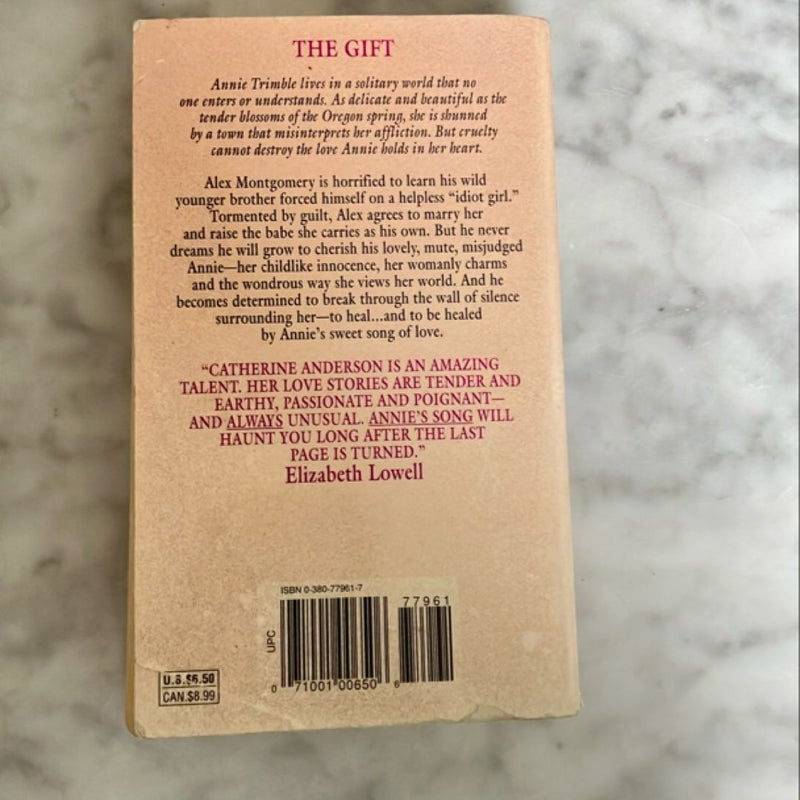 THE GIFT
Annie Trimble lives in a solitary world that no
one enters or understands. As delicate and beautiful as the
tender blossoms of the Oregon spring, she is shunned
by a town that misinterprets her affliction. But cruelty
cannot destroy the love Annie holds in her heart.
Alex Montgomery is horrified to learn his wild
younger brother forced himself on a helpless “idiot girl.”
Tormented by guilt, Alex agrees to marry her
and raise the babe she carries as his own. But he never
dreams he will grow to cherish his lovely, mute, misjudged
Annie—her childlike innocence, her womanly charms
and the wondrous way she views her world. And he
becomes determined to break through the wall of silence
surrounding her—to heal...and to be healed
by Annie’s sweet song of love.
“CATHERINE ANDERSON IS AN AMAZING
TALENT. HER LOVE STORIES ARE TENDER AND
EARTHY, PASSIONATE AND POIGNANT—
AND ALWAYS UNUSUAL. ANNIE’S SONG WILL
HAUNT YOU LONG AFTER THE LAST
PAGE IS TURNED.”
Elizabeth Lowell
ISBN 0-380-77961-7
77961
UPC
0 71001 00650 6
U.S.$6.50
CAN.$8.99